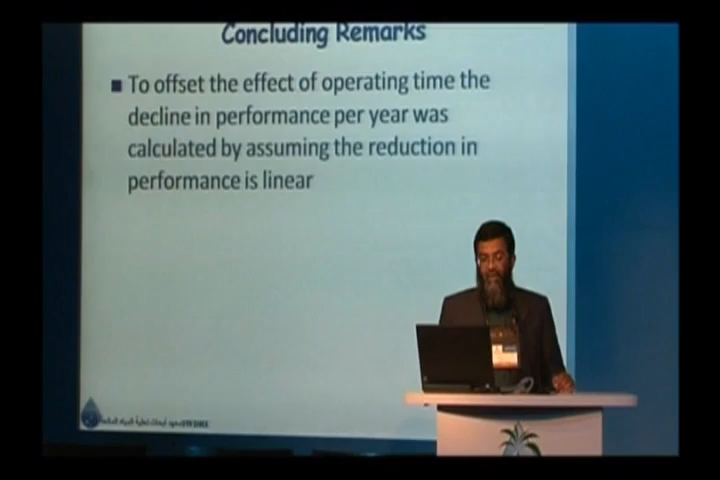 Concluding Remarks
To offset the effect of operating time the
decline in performance per year was
calculated by assuming the reduction in
performance is linear